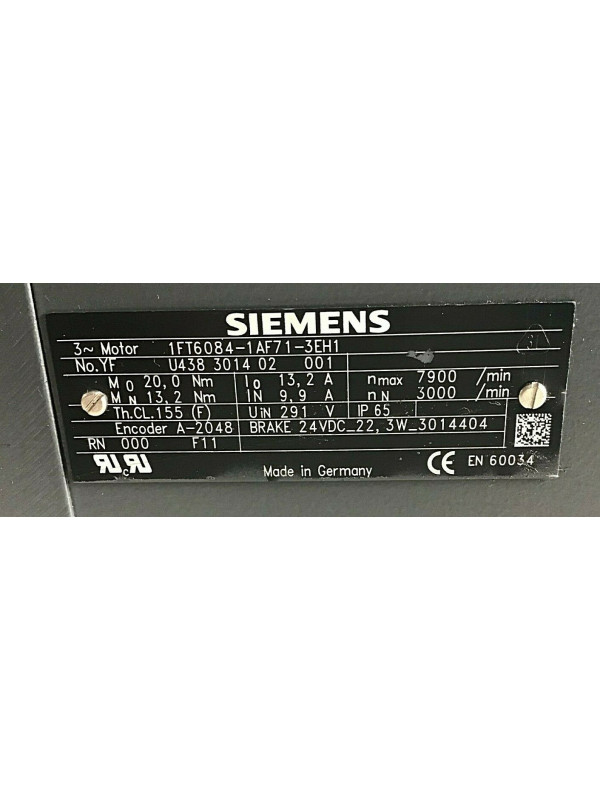 SIEMENS
3~ Motor 1FT6084-1AF71-3EH1
No.YF U438 3014 02 001
M0 20,0 Nm I0 13,2 A nmax 7900 /min
MN 13,2 Nm IN 9,9 A nN 3000 /min
Th.CL.155 (F) UIN 291 V IP 65
Encoder A-2048 BRAKE 24VDC_22,3W_3014404
RN 000 F11
Made in Germany CE EN 60034